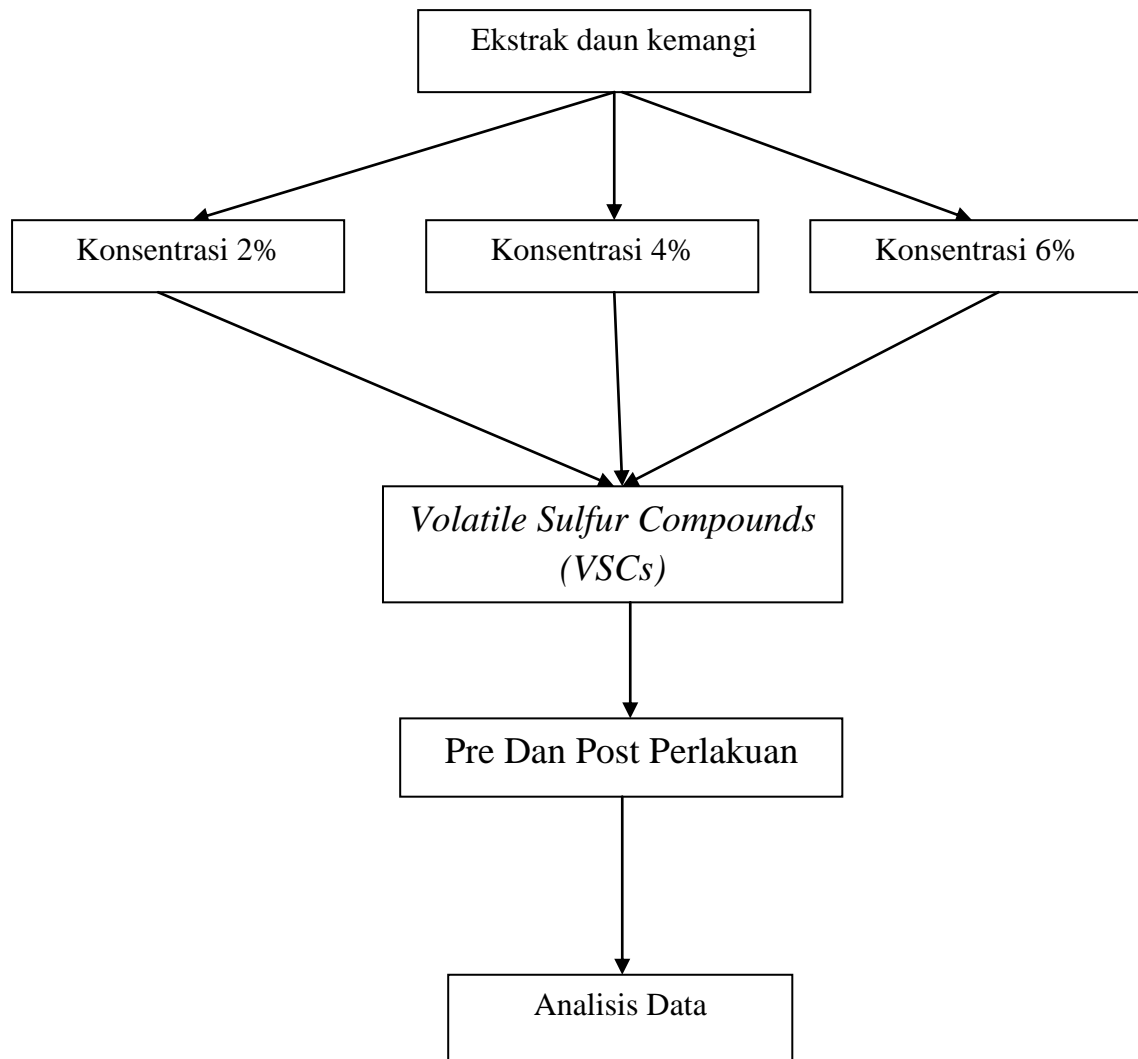 Ekstrak daun kemangi
Konsentrasi 2%
Konsentrasi 4%
Konsentrasi 6%
Volatile Sulfur Compounds
(VSCs)
Pre Dan Post Perlakuan
Analisis Data